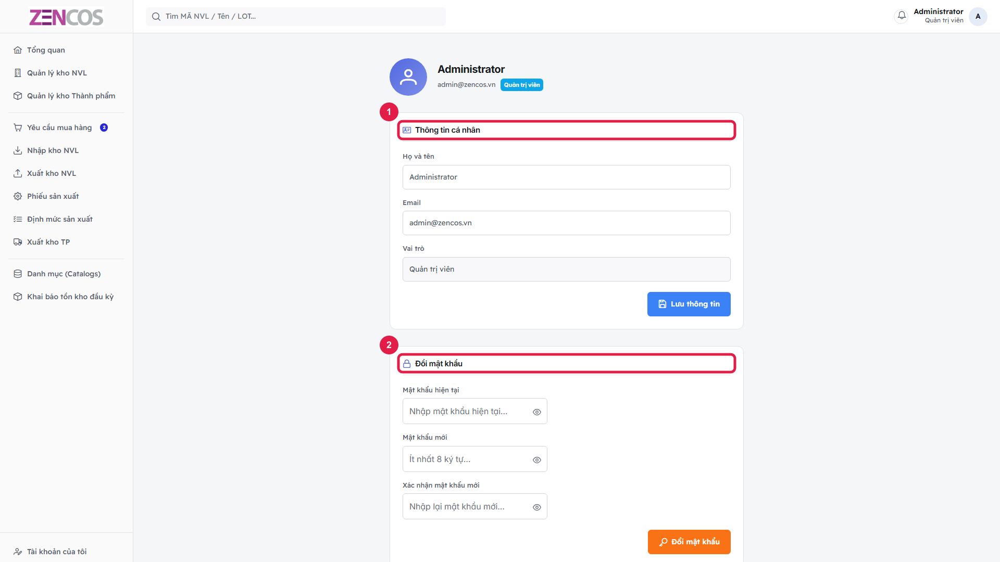 ZENCOS
Tìm MÃ NVL / Tên / LOT...
Administrator
Quản trị viên
A
Tổng quan
Quản lý kho NVL
Quản lý kho Thành phẩm
Yêu cầu mua hàng 2
Nhập kho NVL
Xuất kho NVL
Phiếu sản xuất
Định mức sản xuất
Xuất kho TP
Danh mục (Catalogs)
Khai báo tồn kho đầu kỳ
Tài khoản của tôi
Administrator
admin@zencos.vn Quản trị viên
1
Thông tin cá nhân
Họ và tên
Administrator
Email
admin@zencos.vn
Vai trò
Quản trị viên
Lưu thông tin
2
Đổi mật khẩu
Mật khẩu hiện tại
Nhập mật khẩu hiện tại...
Mật khẩu mới
Ít nhất 8 ký tự...
Xác nhận mật khẩu mới
Nhập lại mật khẩu mới...
Đổi mật khẩu